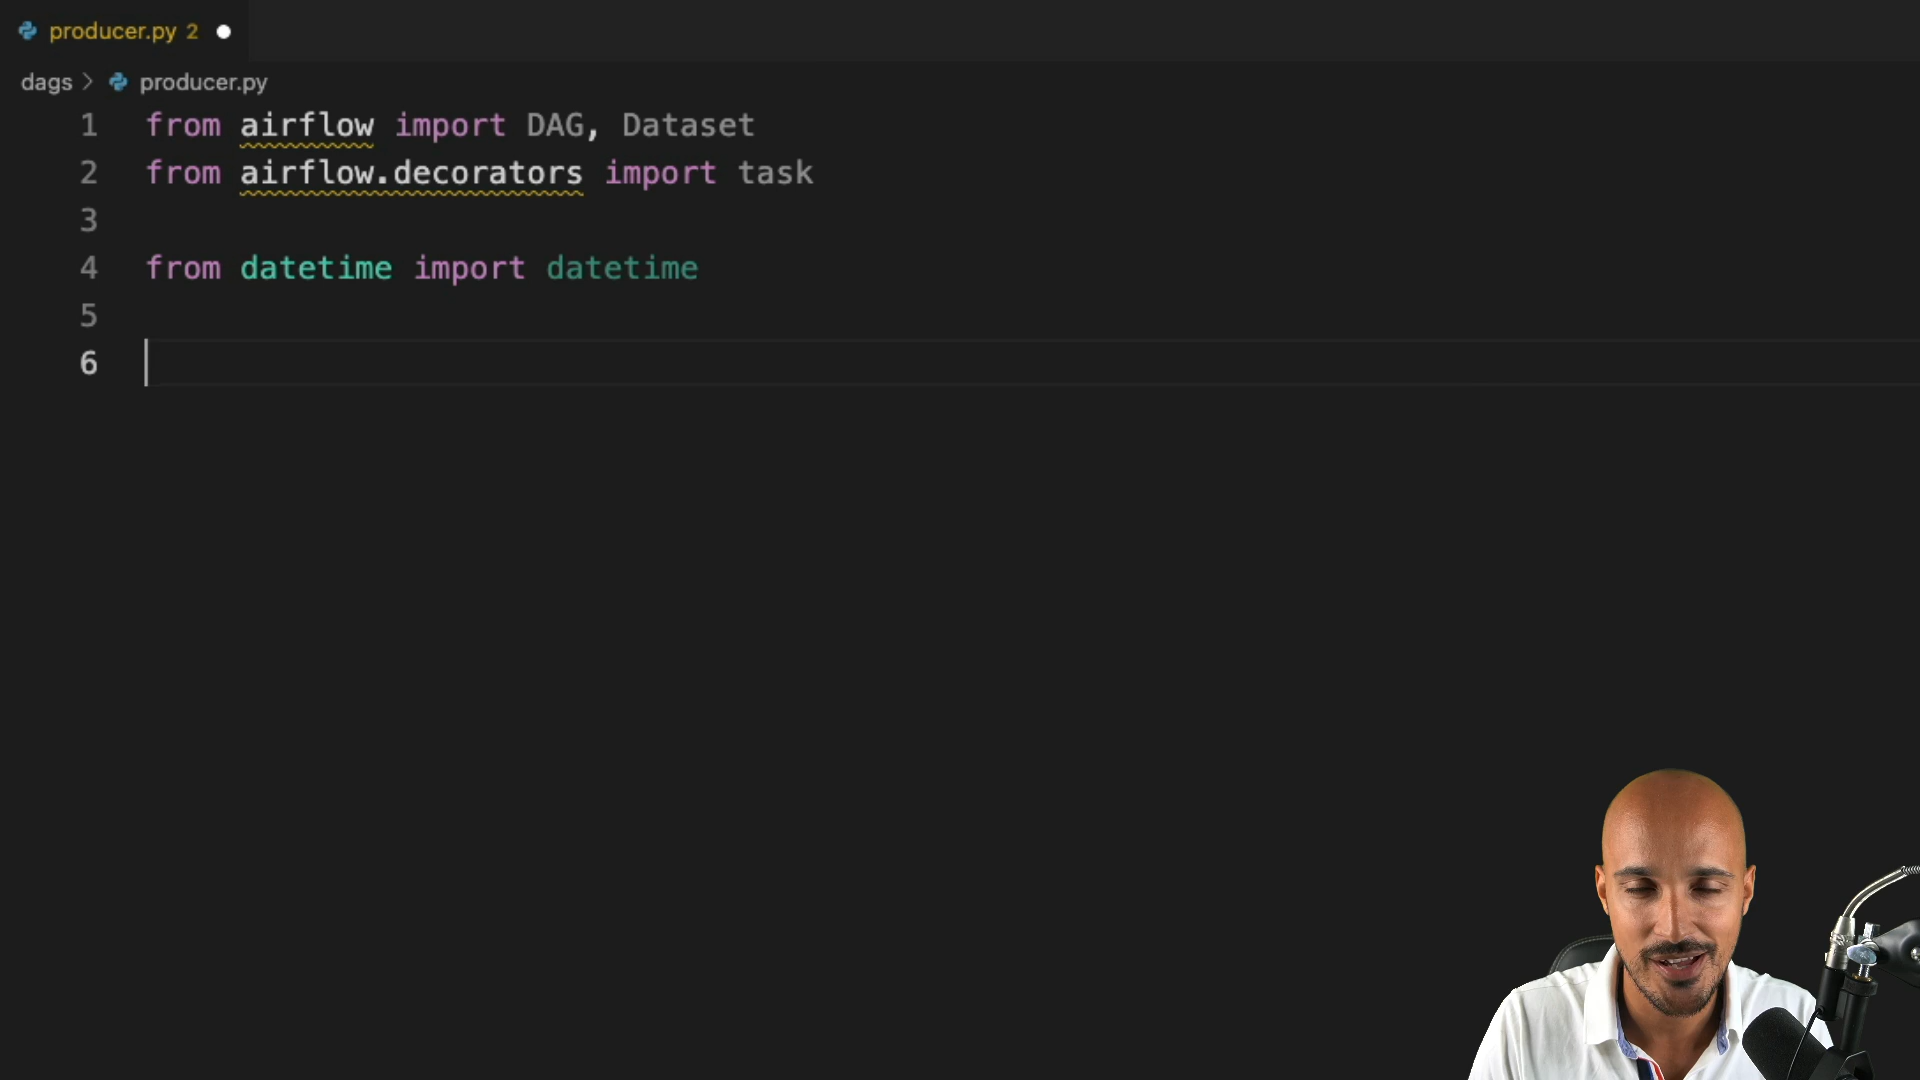 producer.py 2
dags > producer.py
1 from airflow import DAG, Dataset
2 from airflow.decorators import task
3
4 from datetime import datetime
5
6